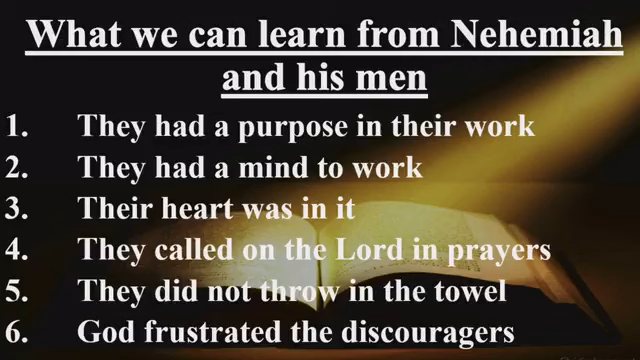 What we can learn from Nehemiah
and his men
1. They had a purpose in their work
2. They had a mind to work
3. Their heart was in it
4. They called on the Lord in prayers
5. They did not throw in the towel
6. God frustrated the discouragers